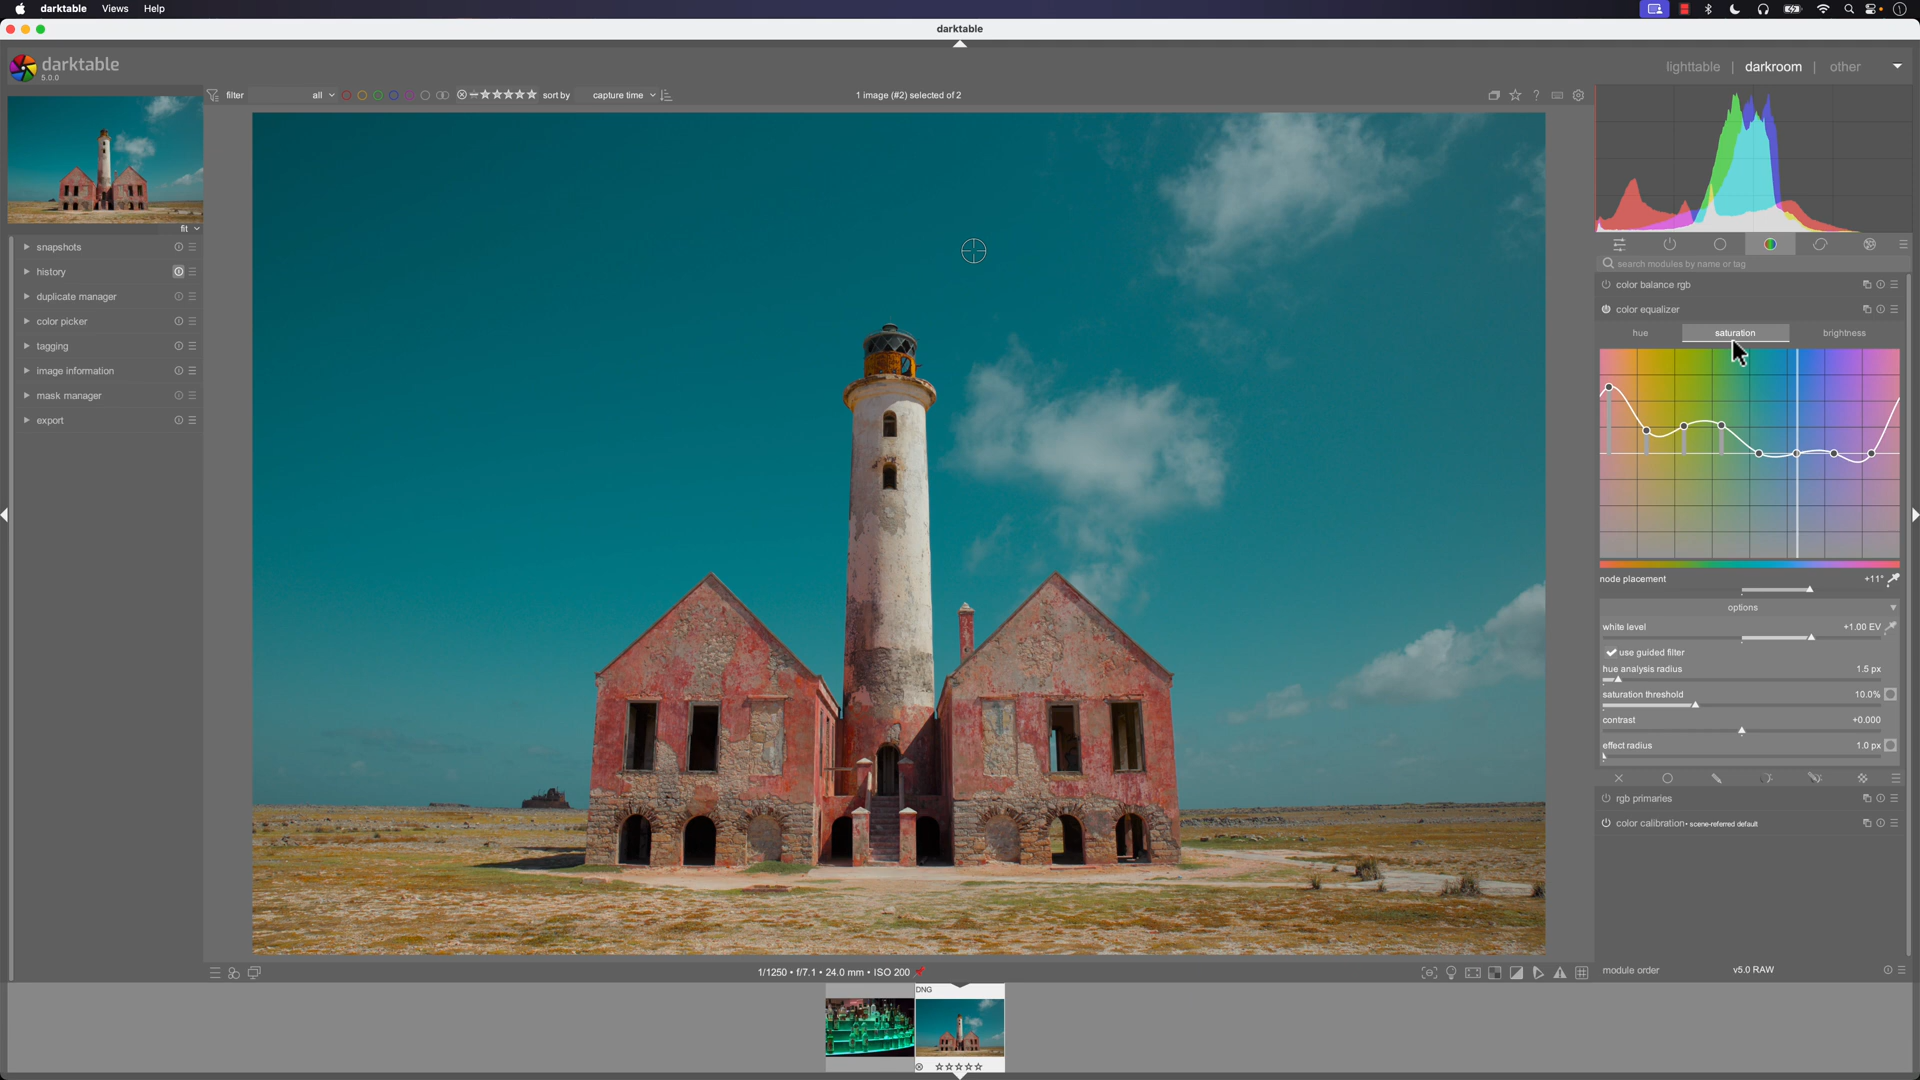 darktable Views Help
darktable
darktable
5.0.0
lighttable | darkroom | other
filter all sort by capture time
1 image (#2) selected of 2
fit
snapshots
history
duplicate manager
color picker
tagging
image information
mask manager
export
search modules by name or tag
color balance rgb
color equalizer
hue saturation brightness
node placement +11°
options
white level +1.00 EV
use guided filter
hue analysis radius 1.5 px
saturation threshold 10.0%
contrast +0.000
effect radius 1.0 px
rgb primaries
color calibration • scene-referred default
1/1250 • f/7.1 • 24.0 mm • ISO 200
module order v5.0 RAW
DNG